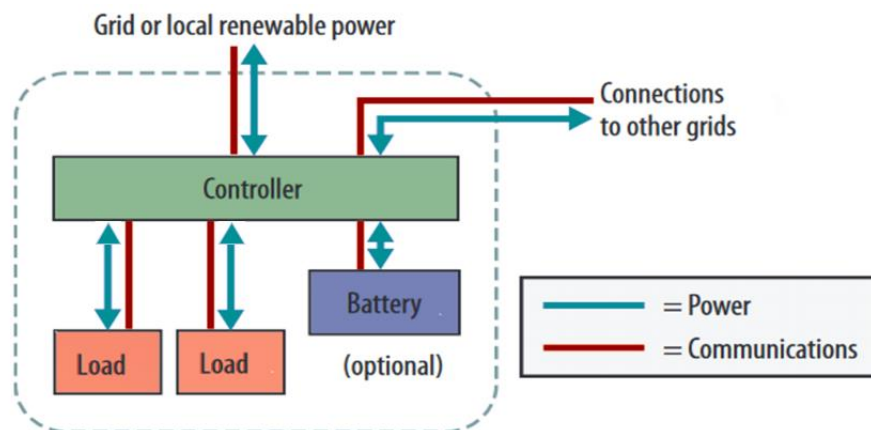 Grid or local renewable power
Connections
to other grids
Controller
Battery
Load
Load
(optional)
= Power
= Communications